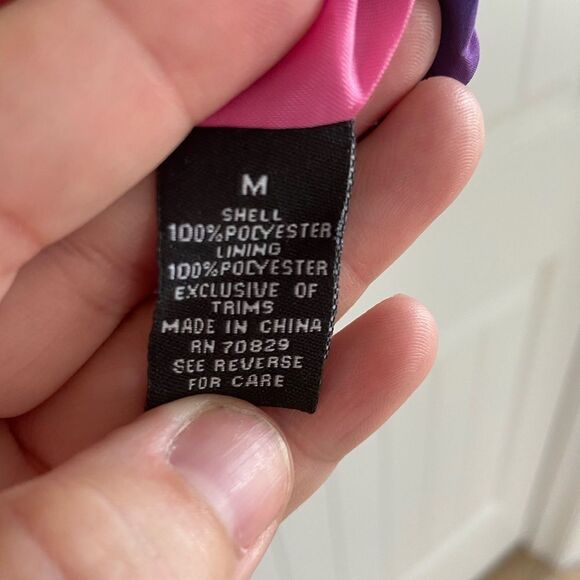 M
SHELL
100%POLYESTER
LINING
100%POLYESTER
EXCLUSIVE OF
TRIMS
MADE IN CHINA
RN 70829
SEE REVERSE
FOR CARE